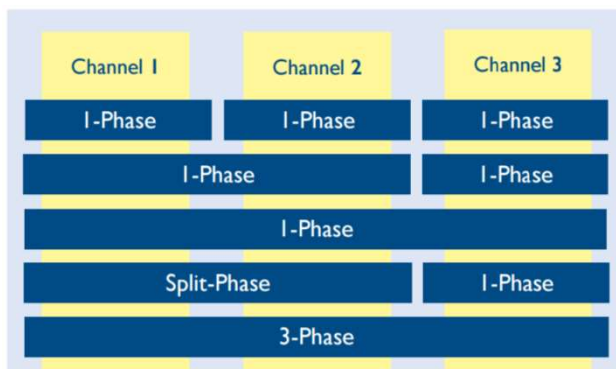 Channel 1 Channel 2 Channel 3
1-Phase 1-Phase 1-Phase
1-Phase 1-Phase
1-Phase
Split-Phase 1-Phase
3-Phase